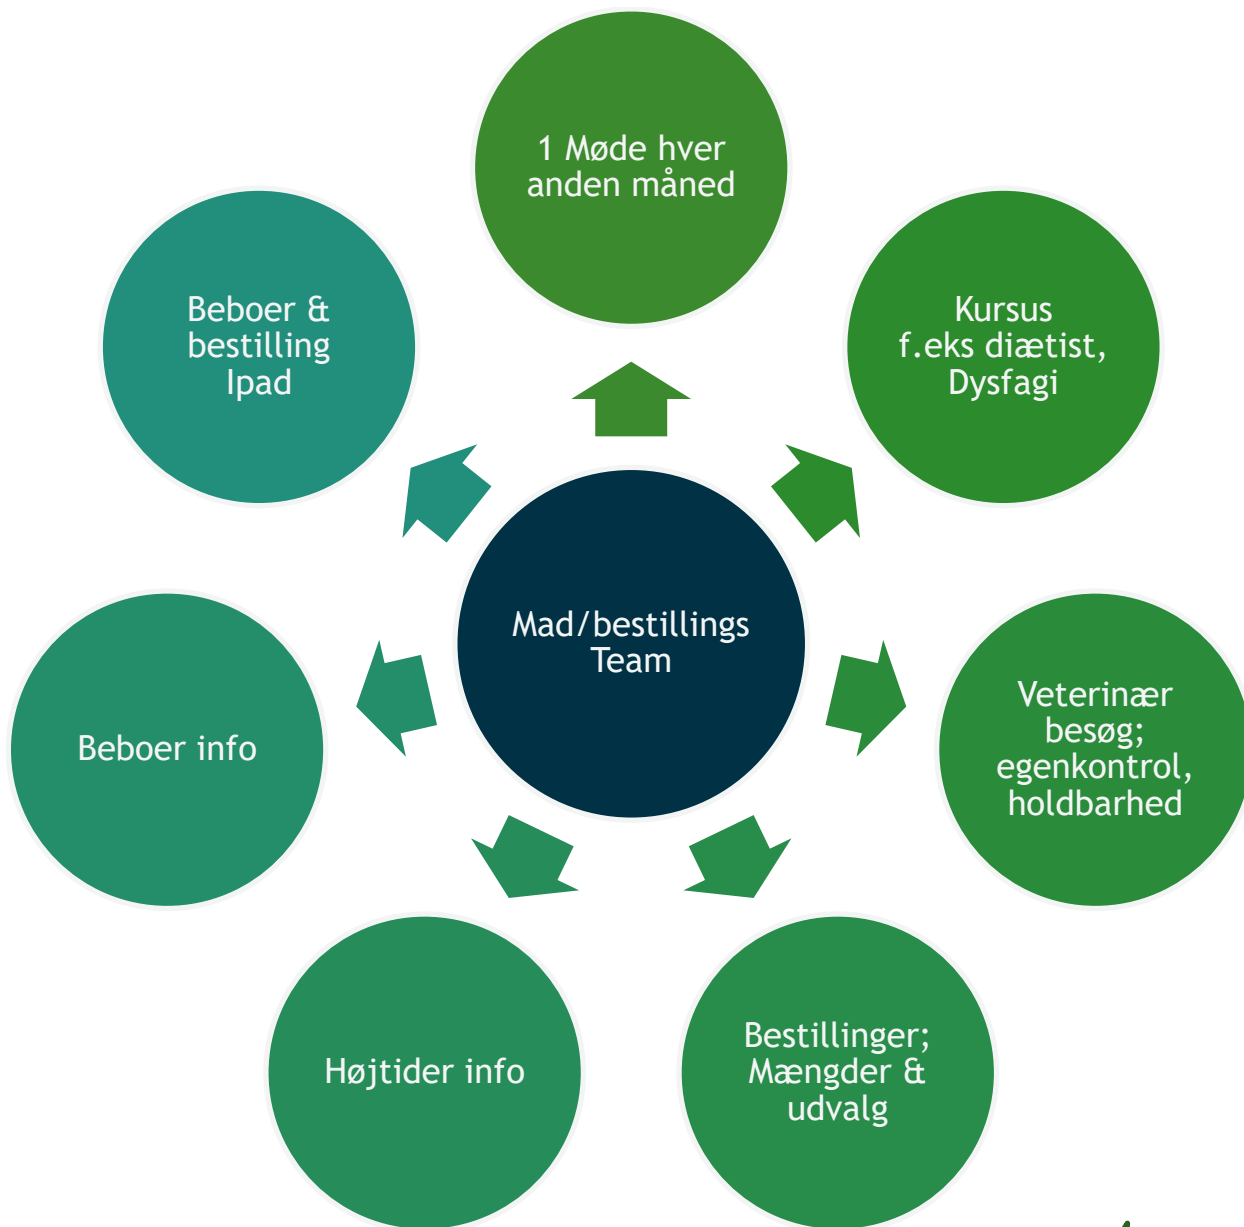 1 Møde hver
anden måned
Kursus
f.eks diætist,
Dysfagi
Veterinær
besøg;
egenkontrol,
holdbarhed
Bestillinger;
Mængder &
udvalg
Højtider info
Beboer info
Beboer &
bestilling
Ipad
Mad/bestillings
Team